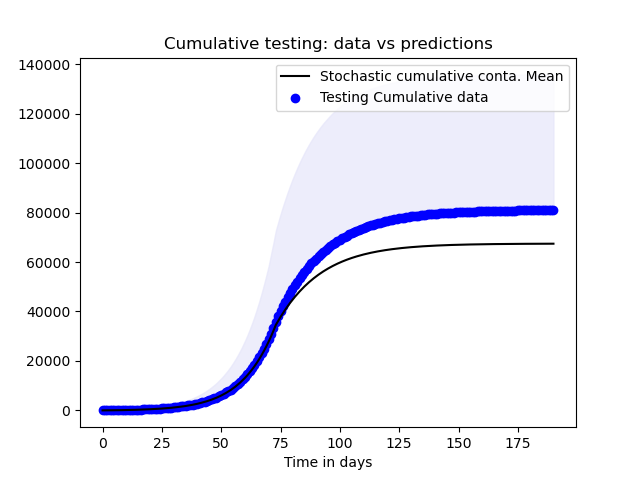 Cumulative testing: data vs predictions
Stochastic cumulative conta. Mean
Testing Cumulative data
140000
120000
100000
80000
60000
40000
20000
0
0 25 50 75 100 125 150 175
Time in days